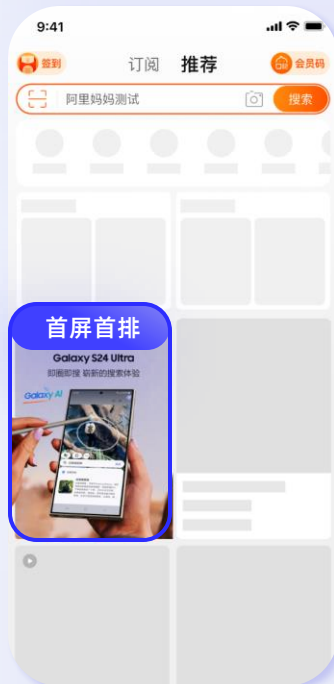 9:41
签到
订阅 推荐
会员码
阿里妈妈测试
搜索
首屏首排
Galaxy S24 Ultra
即圈即搜 崭新的搜索体验
Galaxy AI